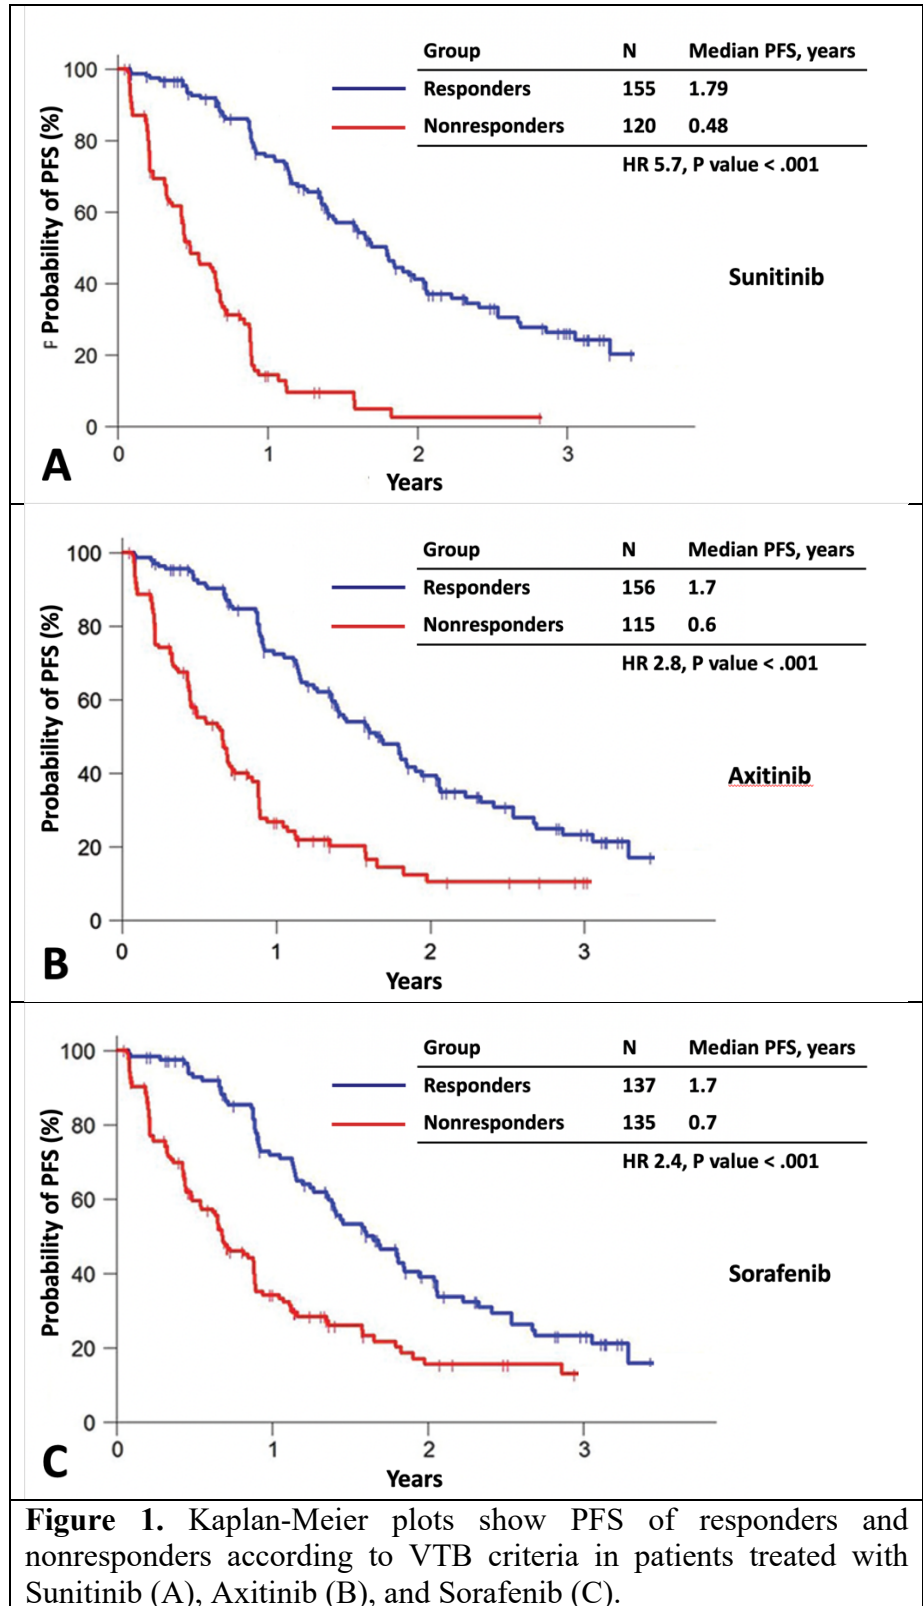 Group N Median PFS, years
Responders 155 1.79
Nonresponders 120 0.48
HR 5.7, P value < .001
Sunitinib
F Probability of PFS (%)
100
80
60
40
20
0
0 1 2 3
Years
A
Group N Median PFS, years
Responders 156 1.7
Nonresponders 115 0.6
HR 2.8, P value < .001
Axitinib
Probability of PFS (%)
100
80
60
40
20
0
0 1 2 3
Years
B
Group N Median PFS, years
Responders 137 1.7
Nonresponders 135 0.7
HR 2.4, P value < .001
Sorafenib
Probability of PFS (%)
100
80
60
40
20
0
0 1 2 3
Years
C
Figure 1. Kaplan-Meier plots show PFS of responders and
nonresponders according to VTB criteria in patients treated with
Sunitinib (A), Axitinib (B), and Sorafenib (C).